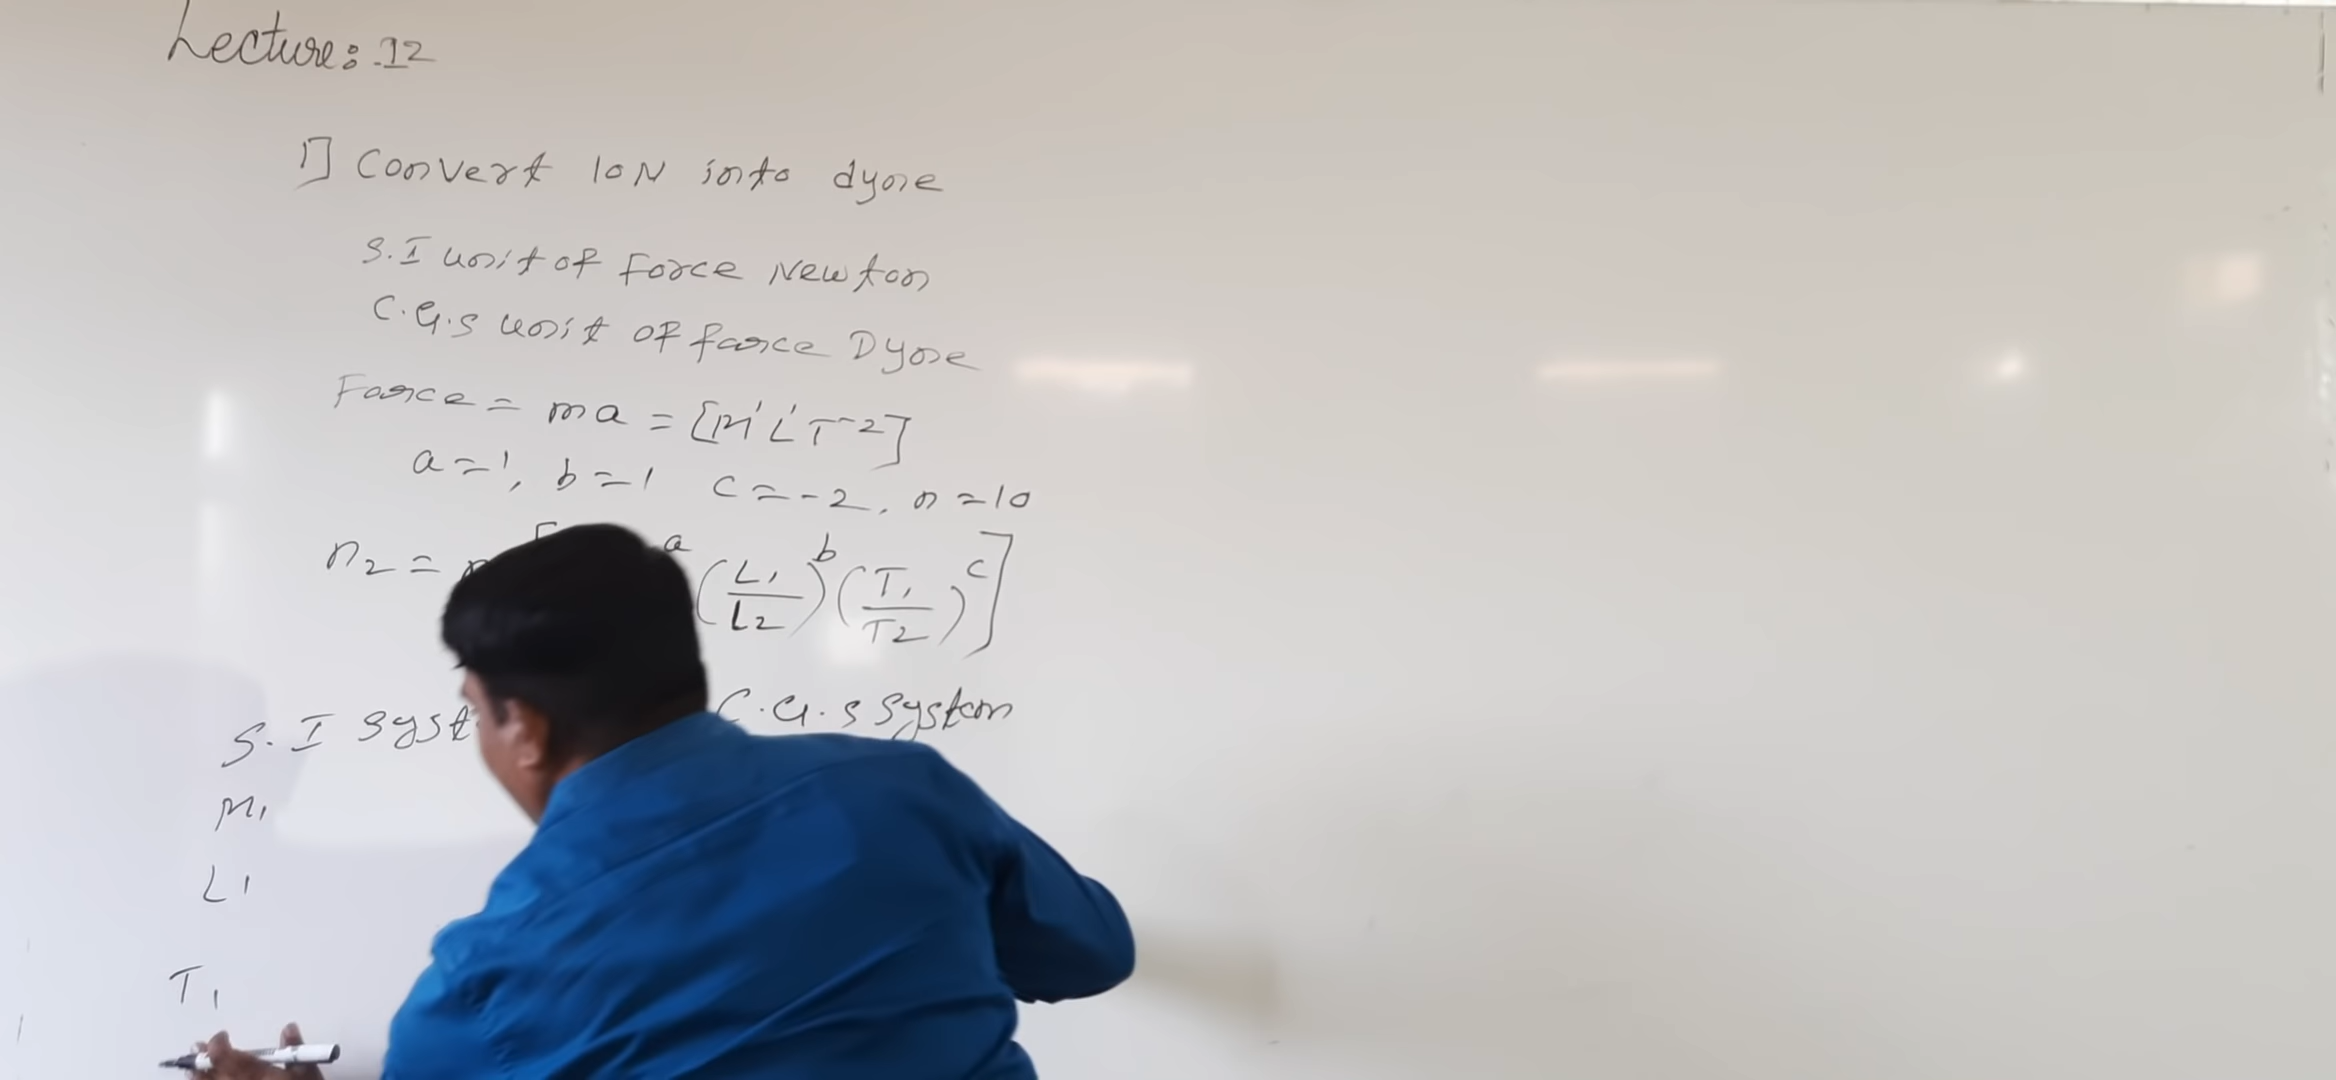 Lecture: 12
1] Convert 10N into dyne
S.I unit of Force Newton
C.G.S unit of force Dyne
Force = ma = [M¹L¹T⁻²]
a=1, b=1 c=-2, n=10
n₂ = [ a (L₁/L₂)ᵇ (T₁/T₂)ᶜ]
S.I syst C.G.S System
M₁
L₁
T₁